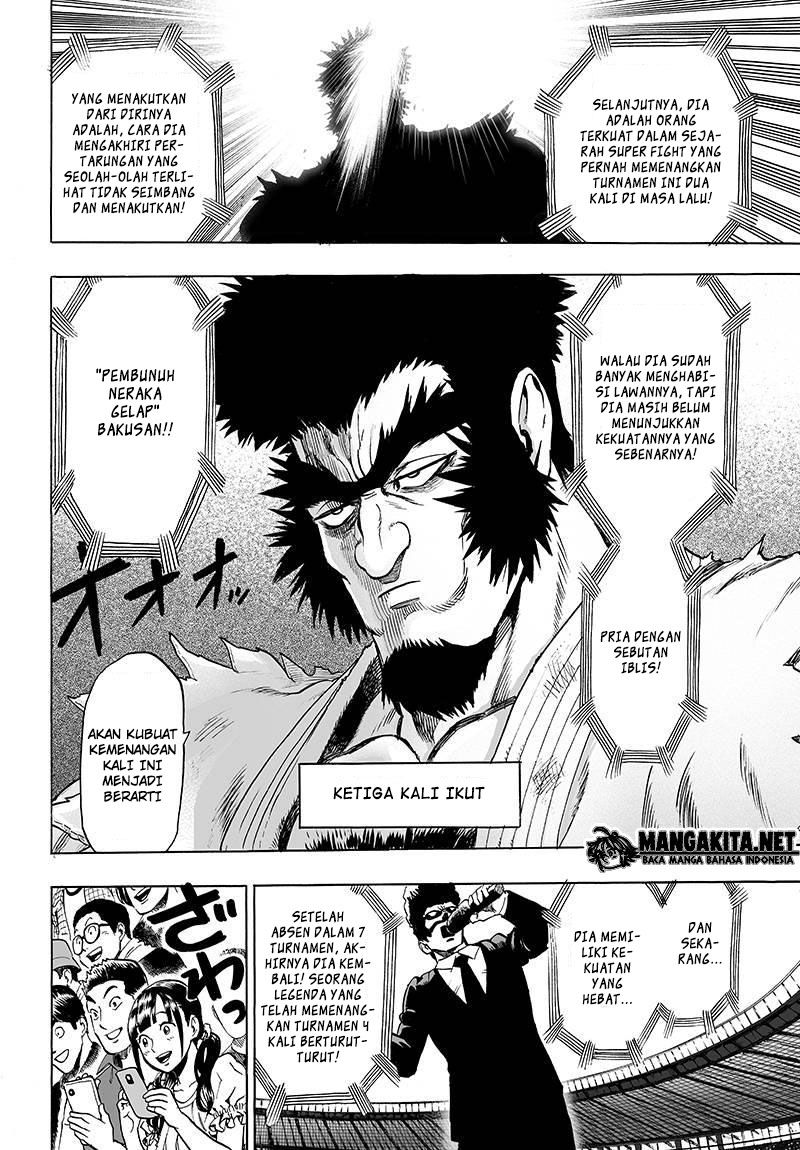 SELANJUTNYA, DIA
ADALAH ORANG
TERKUAT DALAM SEJA-
RAH SUPER FIGHT YANG
PERNAH MEMENANGKAN
TURNAMEN INI DUA
KALI DI MASA LALU!
YANG MENAKUTKAN
DARI DIRINYA
ADALAH, CARA DIA
MENGAKHIRI PER-
TARUNGAN YANG
SEOLAH-OLAH TERLI-
HAT TIDAK SEIMBANG
DAN MENAKUTKAN!
WALAU DIA SUDAH
BANYAK MENGHABI-
SI LAWANNYA, TAPI
DIA MASIH BELUM
MENUNJUKKAN
KEKUATANNYA YANG
SEBENARNYA!
PRIA DENGAN
SEBUTAN
IBLIS!
"PEMBUNUH
NERAKA
GELAP"
BAKUSAN!!
オオオッ
AKAN KUBUAT
KEMENANGAN
KALI INI
MENJADI
BERARTI
KETIGA KALI IKUT
MANGAKITA.NET
BACA MANGA BAHASA INDONESIA
DAN
SEKA-
RANG...
DIA MEMI-
LIKI KE-
KUATAN
YANG
HEBAT...
SETELAH
ABSEN DALAM 7
TURNAMEN, AK-
HIRNYA DIA KEM-
BALI! SEORANG
LEGENDA YANG
TELAH MEMENANG-
KAN TURNAMEN 4
KALI BERTURUT-
TURUT!
ざわっ